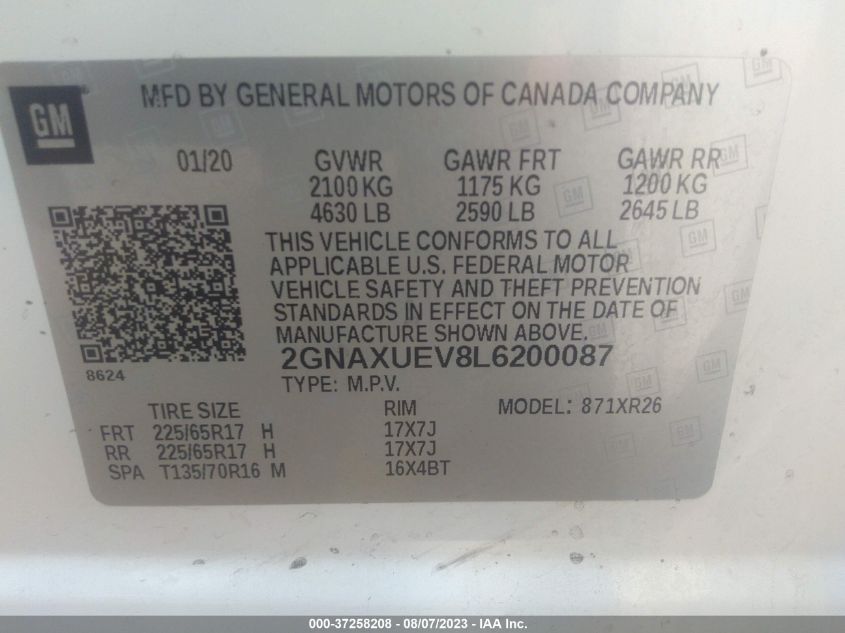 GM
MFD BY GENERAL MOTORS OF CANADA COMPANY
01/20 GVWR GAWR FRT GAWR RR
2100 KG 1175 KG 1200 KG
4630 LB 2590 LB 2645 LB
THIS VEHICLE CONFORMS TO ALL
APPLICABLE U.S. FEDERAL MOTOR
VEHICLE SAFETY AND THEFT PREVENTION
STANDARDS IN EFFECT ON THE DATE OF
MANUFACTURE SHOWN ABOVE.
2GNAXUEV8L6200087
8624
TYPE: M.P.V.
TIRE SIZE RIM MODEL: 871XR26
FRT 225/65R17 H 17X7J
RR 225/65R17 H 17X7J
SPA T135/70R16 M 16X4BT
000-37258208 - 08/07/2023 - IAA Inc.